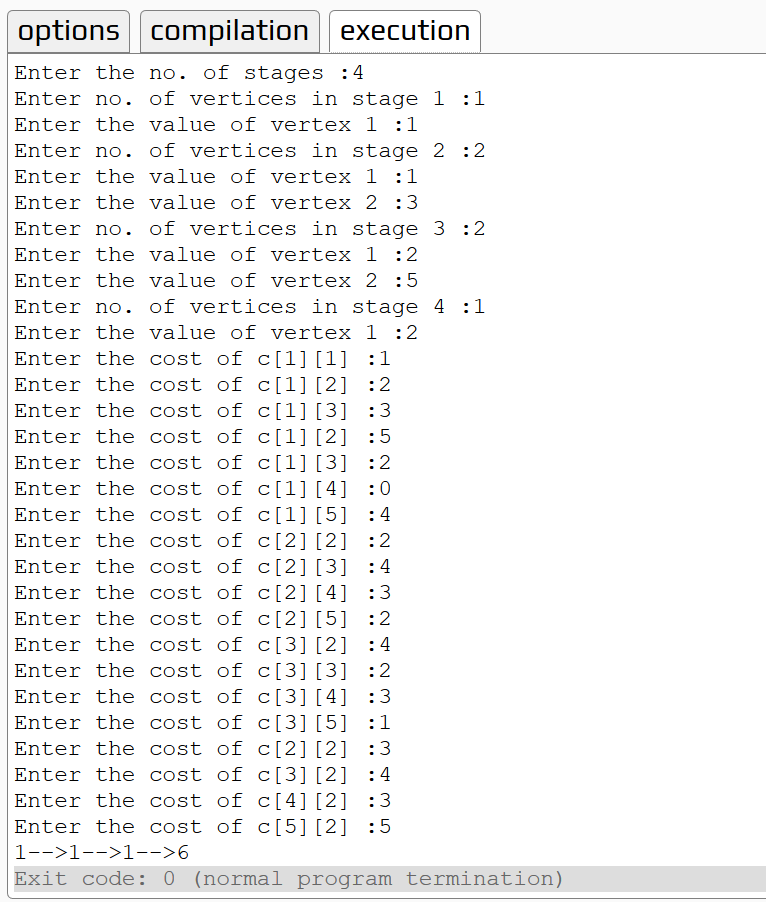 options compilation execution
Enter the no. of stages :4
Enter no. of vertices in stage 1 :1
Enter the value of vertex 1 :1
Enter no. of vertices in stage 2 :2
Enter the value of vertex 1 :1
Enter the value of vertex 2 :3
Enter no. of vertices in stage 3 :2
Enter the value of vertex 1 :2
Enter the value of vertex 2 :5
Enter no. of vertices in stage 4 :1
Enter the value of vertex 1 :2
Enter the cost of c[1][1] :1
Enter the cost of c[1][2] :2
Enter the cost of c[1][3] :3
Enter the cost of c[1][2] :5
Enter the cost of c[1][3] :2
Enter the cost of c[1][4] :0
Enter the cost of c[1][5] :4
Enter the cost of c[2][2] :2
Enter the cost of c[2][3] :4
Enter the cost of c[2][4] :3
Enter the cost of c[2][5] :2
Enter the cost of c[3][2] :4
Enter the cost of c[3][3] :2
Enter the cost of c[3][4] :3
Enter the cost of c[3][5] :1
Enter the cost of c[2][2] :3
Enter the cost of c[3][2] :4
Enter the cost of c[4][2] :3
Enter the cost of c[5][2] :5
1-->1-->1-->6
Exit code: 0 (normal program termination)